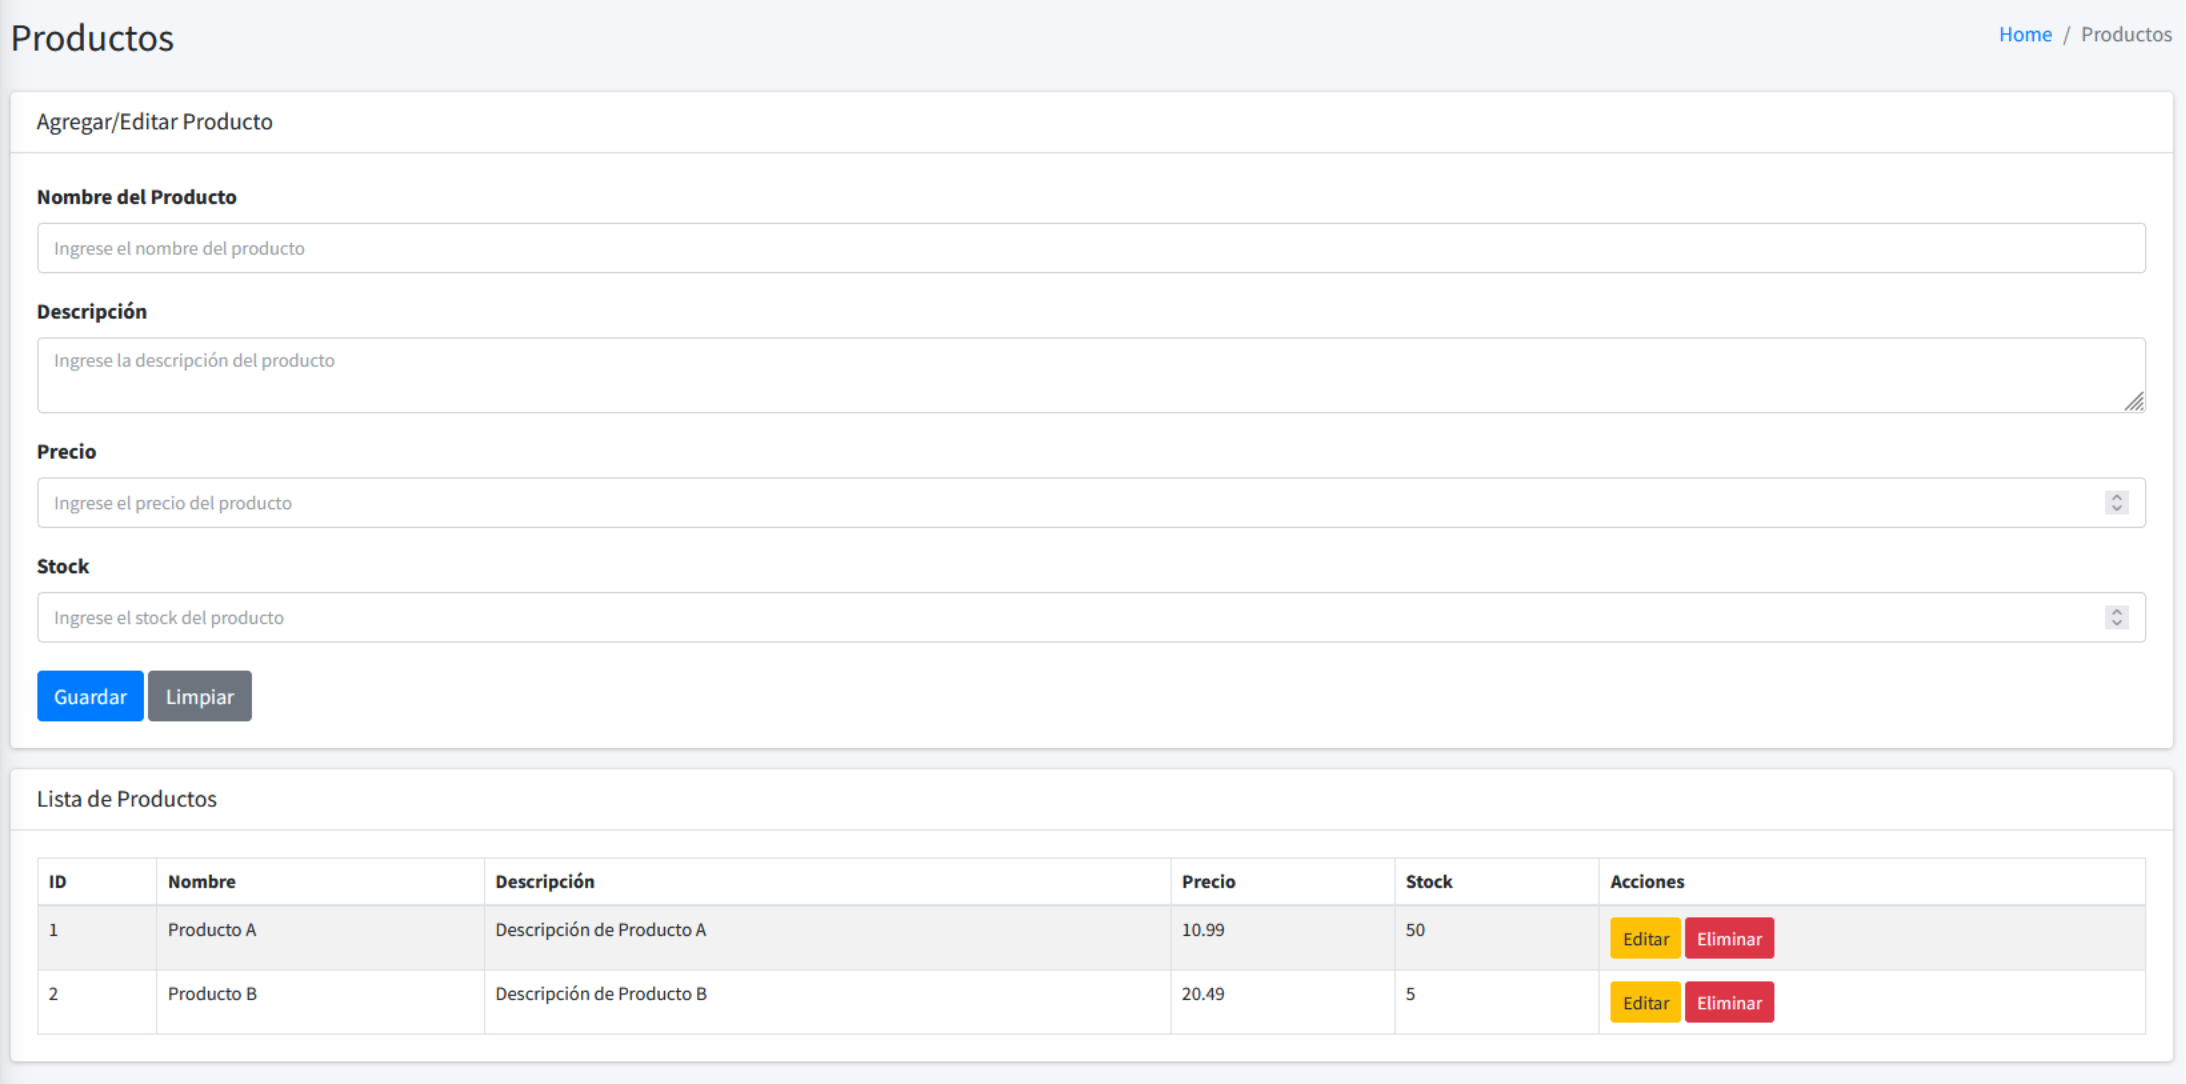 Productos
Home / Productos
Agregar/Editar Producto
Nombre del Producto
Ingrese el nombre del producto
Descripción
Ingrese la descripción del producto
Precio
Ingrese el precio del producto
Stock
Ingrese el stock del producto
Guardar Limpiar
Lista de Productos
ID Nombre Descripción Precio Stock Acciones
1 Producto A Descripción de Producto A 10.99 50 Editar Eliminar
2 Producto B Descripción de Producto B 20.49 5 Editar Eliminar